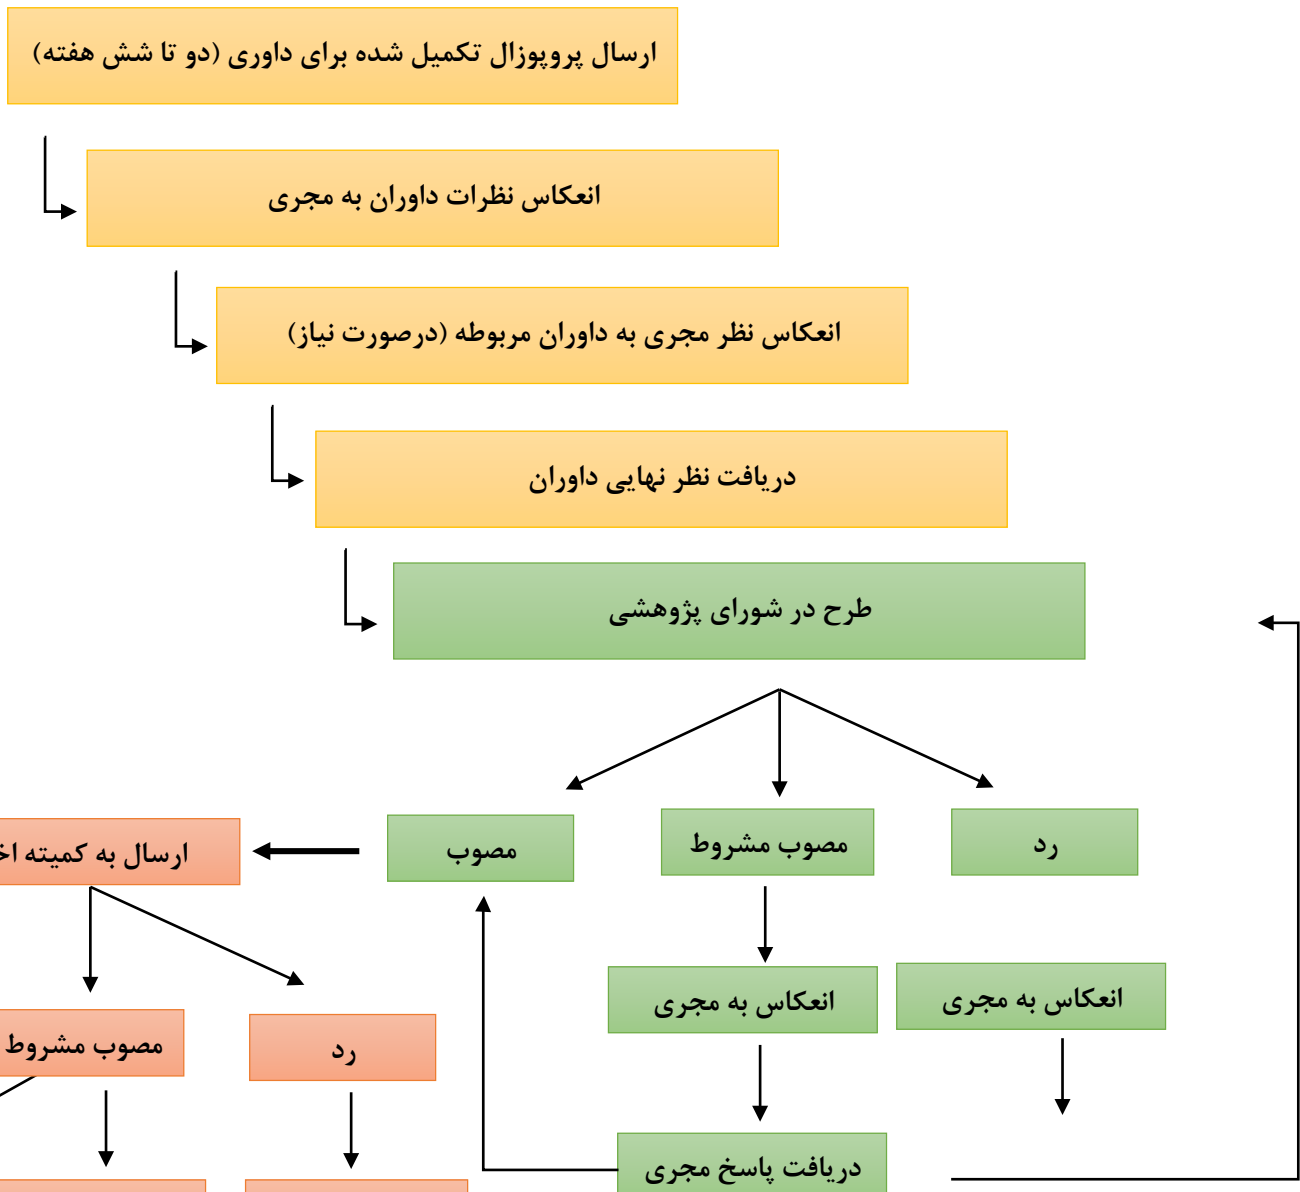 ارسال پروپوزال تکمیل شده برای داوری (دو تا شش هفته)
انعکاس نظرات داوران به مجری
انعکاس نظر مجری به داوران مربوطه (درصورت نیاز)
دریافت نظر نهایی داوران
طرح در شورای پژوهشی
رد
مصوب مشروط
مصوب
ارسال به کمیته
انعکاس به مجری
انعکاس به مجری
رد
مصوب مشروط
دریافت پاسخ مجری